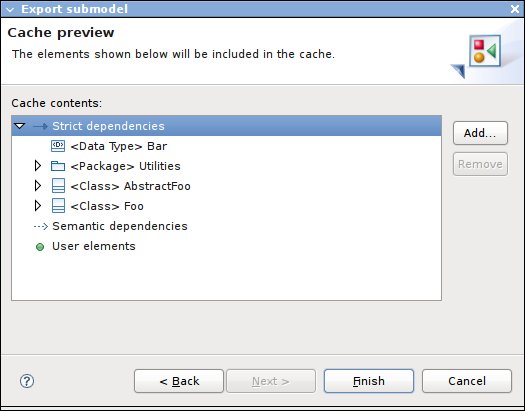 Export submodel
Cache preview
The elements shown below will be included in the cache.
Cache contents:
Strict dependencies
<D> <Data Type> Bar
<Package> Utilities
<Class> AbstractFoo
<Class> Foo
Semantic dependencies
User elements
Add...
Remove
?
< Back
Next >
Finish
Cancel